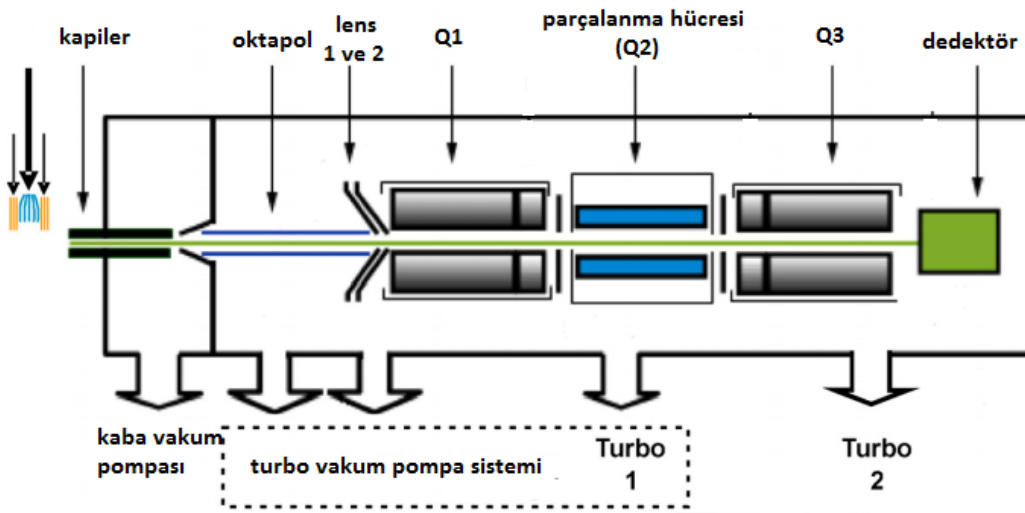 kapiler
oktapol
lens
1 ve 2
Q1
parçalanma hücresi
(Q2)
Q3
dedektör
kaba vakum
pompası
turbo vakum pompa sistemi
Turbo
1
Turbo
2